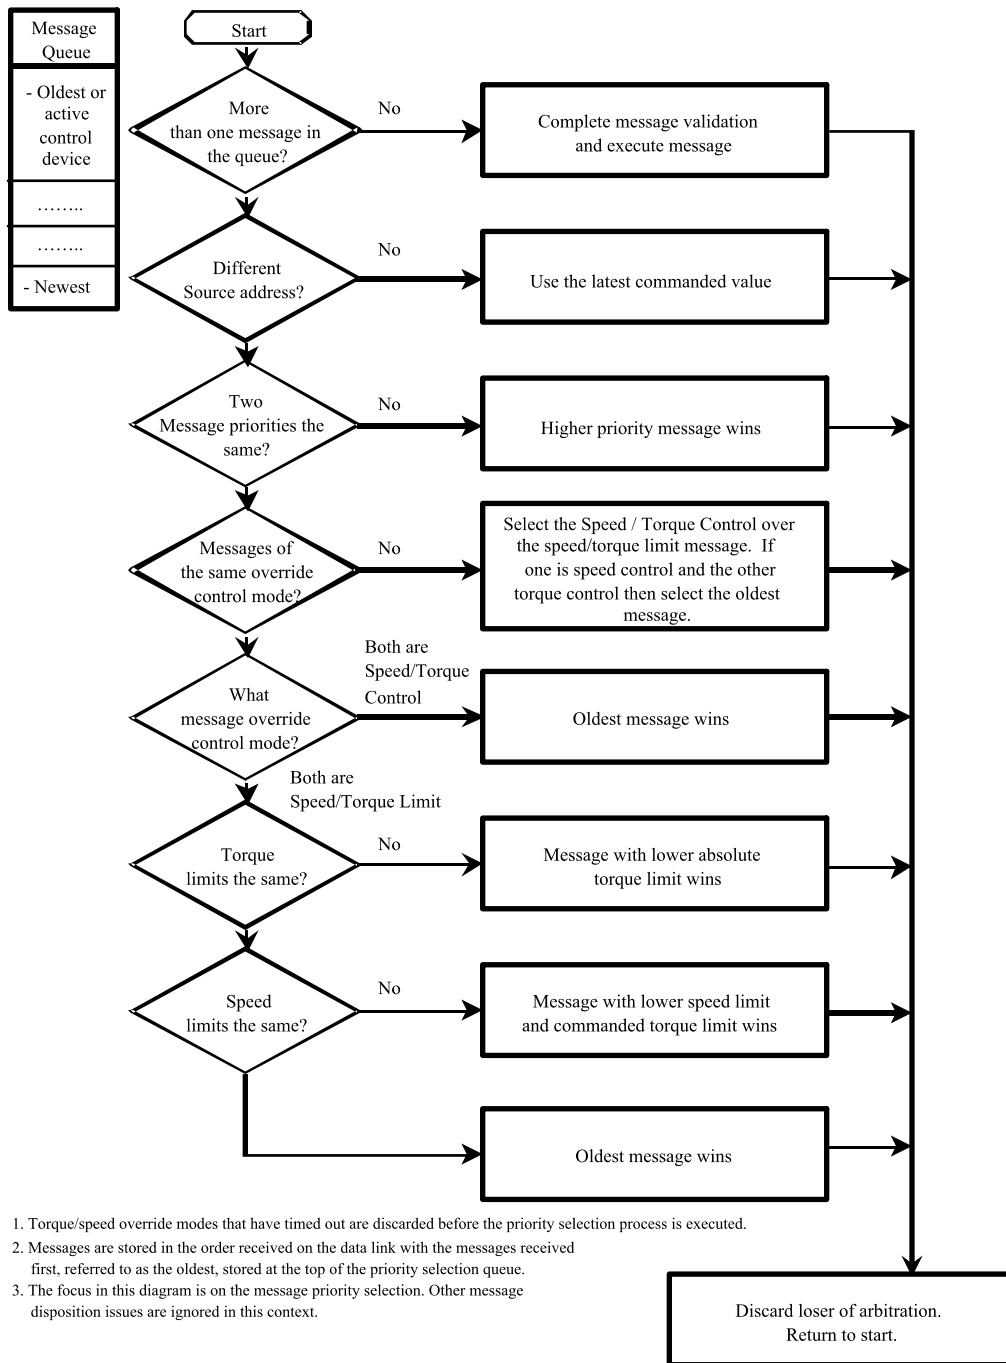 Message
Queue
- Oldest or
active
control
device
……..
……..
- Newest
Start
More
than one message in
the queue?
No
Complete message validation
and execute message
Different
Source address?
No
Use the latest commanded value
Two
Message priorities the
same?
No
Higher priority message wins
Messages of
the same override
control mode?
No
Select the Speed / Torque Control over
the speed/torque limit message.  If
one is speed control and the other
torque control then select the oldest
message.
What
message override
control mode?
Both are
Speed/Torque
Control
Oldest message wins
Both are
Speed/Torque Limit
Torque
limits the same?
No
Message with lower absolute
torque limit wins
Speed
limits the same?
No
Message with lower speed limit
and commanded torque limit wins
Oldest message wins
1. Torque/speed override modes that have timed out are discarded before the priority selection process is executed.
2. Messages are stored in the order received on the data link with the messages received
first, referred to as the oldest, stored at the top of the priority selection queue.
3. The focus in this diagram is on the message priority selection. Other message
disposition issues are ignored in this context.
Discard loser of arbitration.
Return to start.